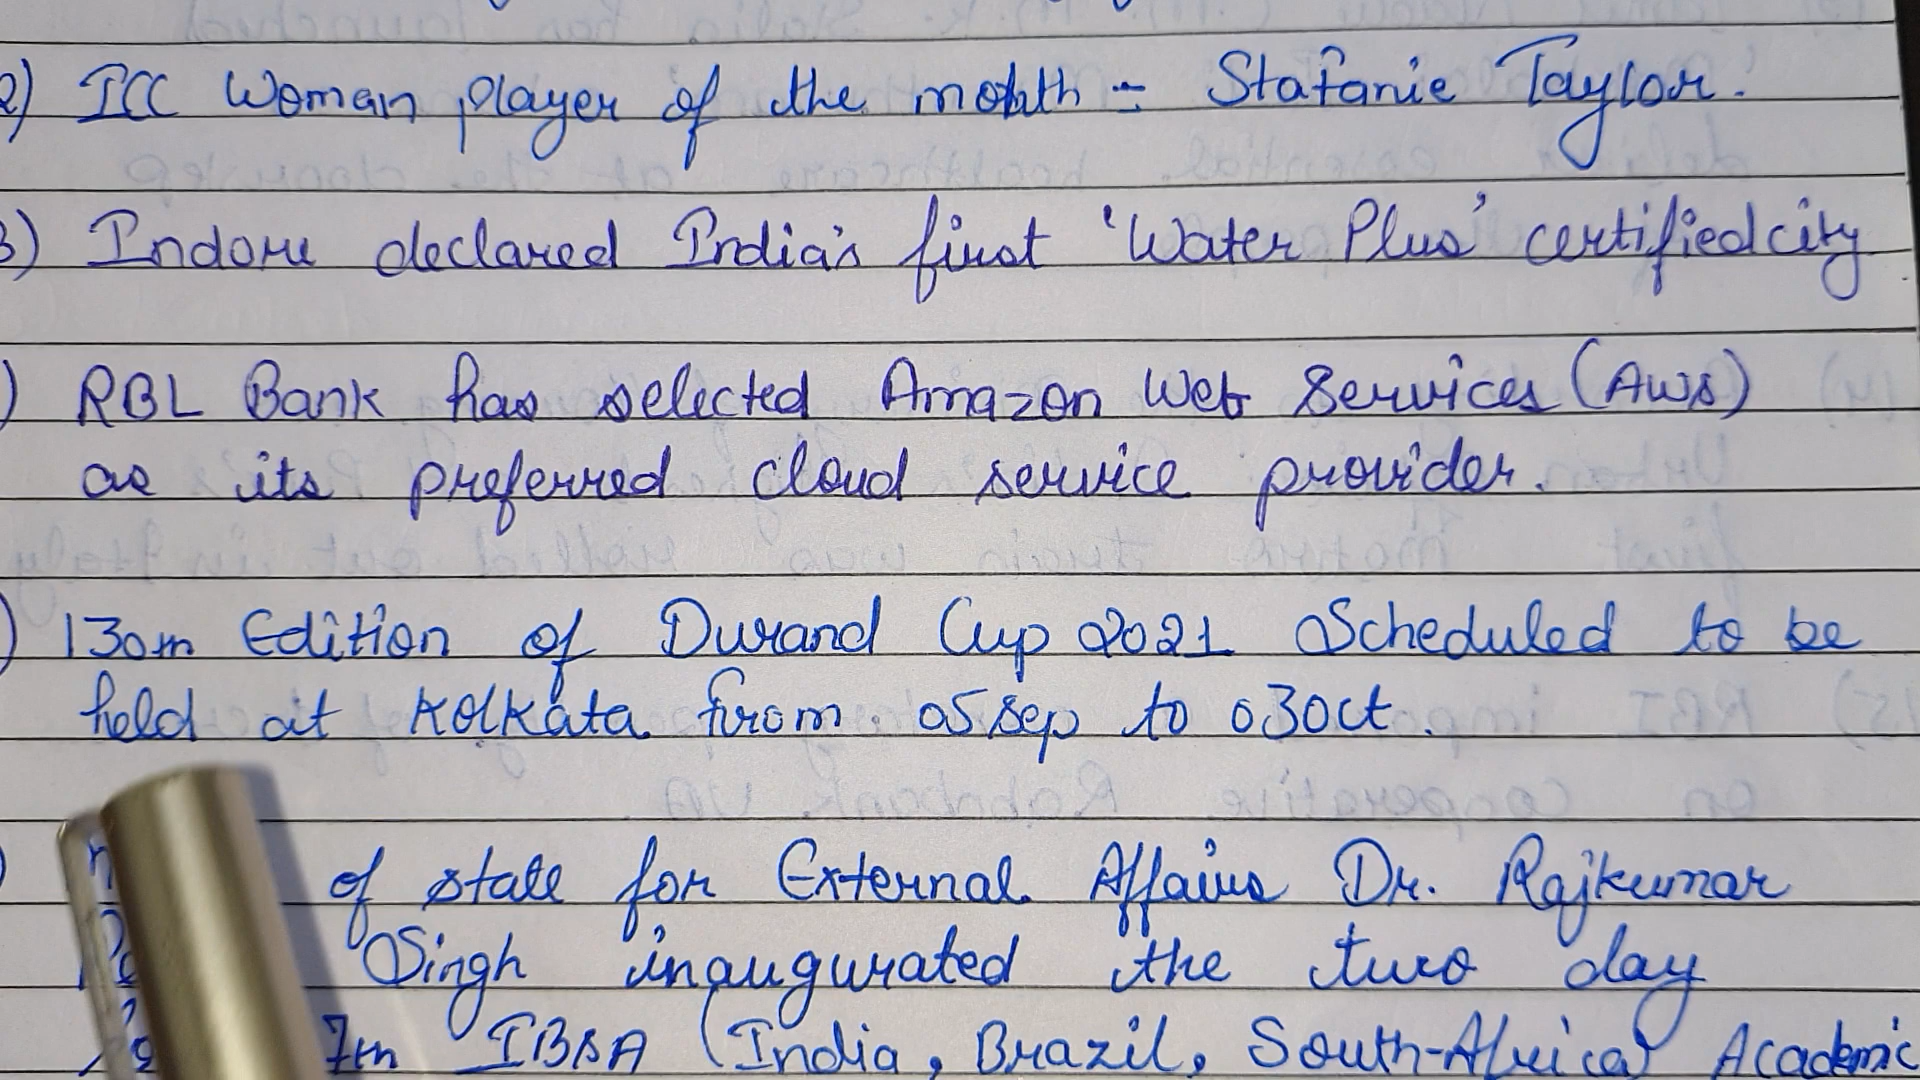 2) ICC Woman player of the month - Stafanie Taylor.
3) Indore declared India's first 'Water Plus' certified city
) RBL Bank has selected Amazon Web Services (AWS)
as its preferred cloud service provider.
) 130th Edition of Durand Cup 2021 Scheduled to be
held at Kolkata from 05 Sep to 03 Oct.
) of state for External Affairs Dr. Rajkumar
Singh inaugurated the two day
7th IBSA (India, Brazil, South-Africa) Academic